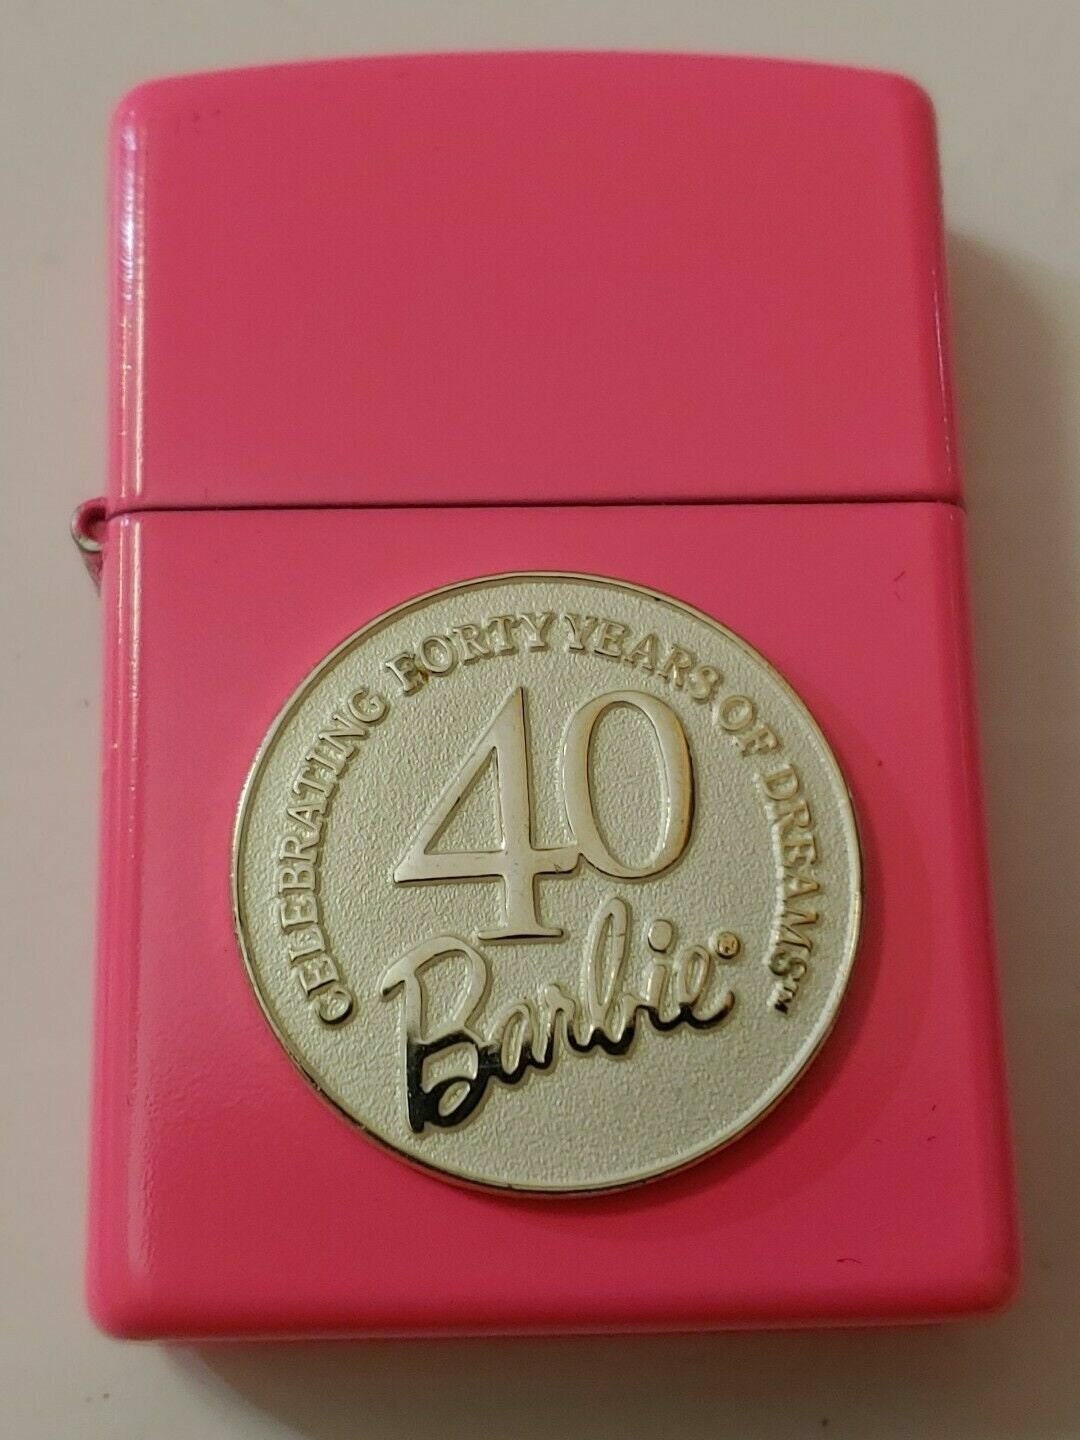 CELEBRATING FORTY YEARS OF DREAMS™
40
Barbie®